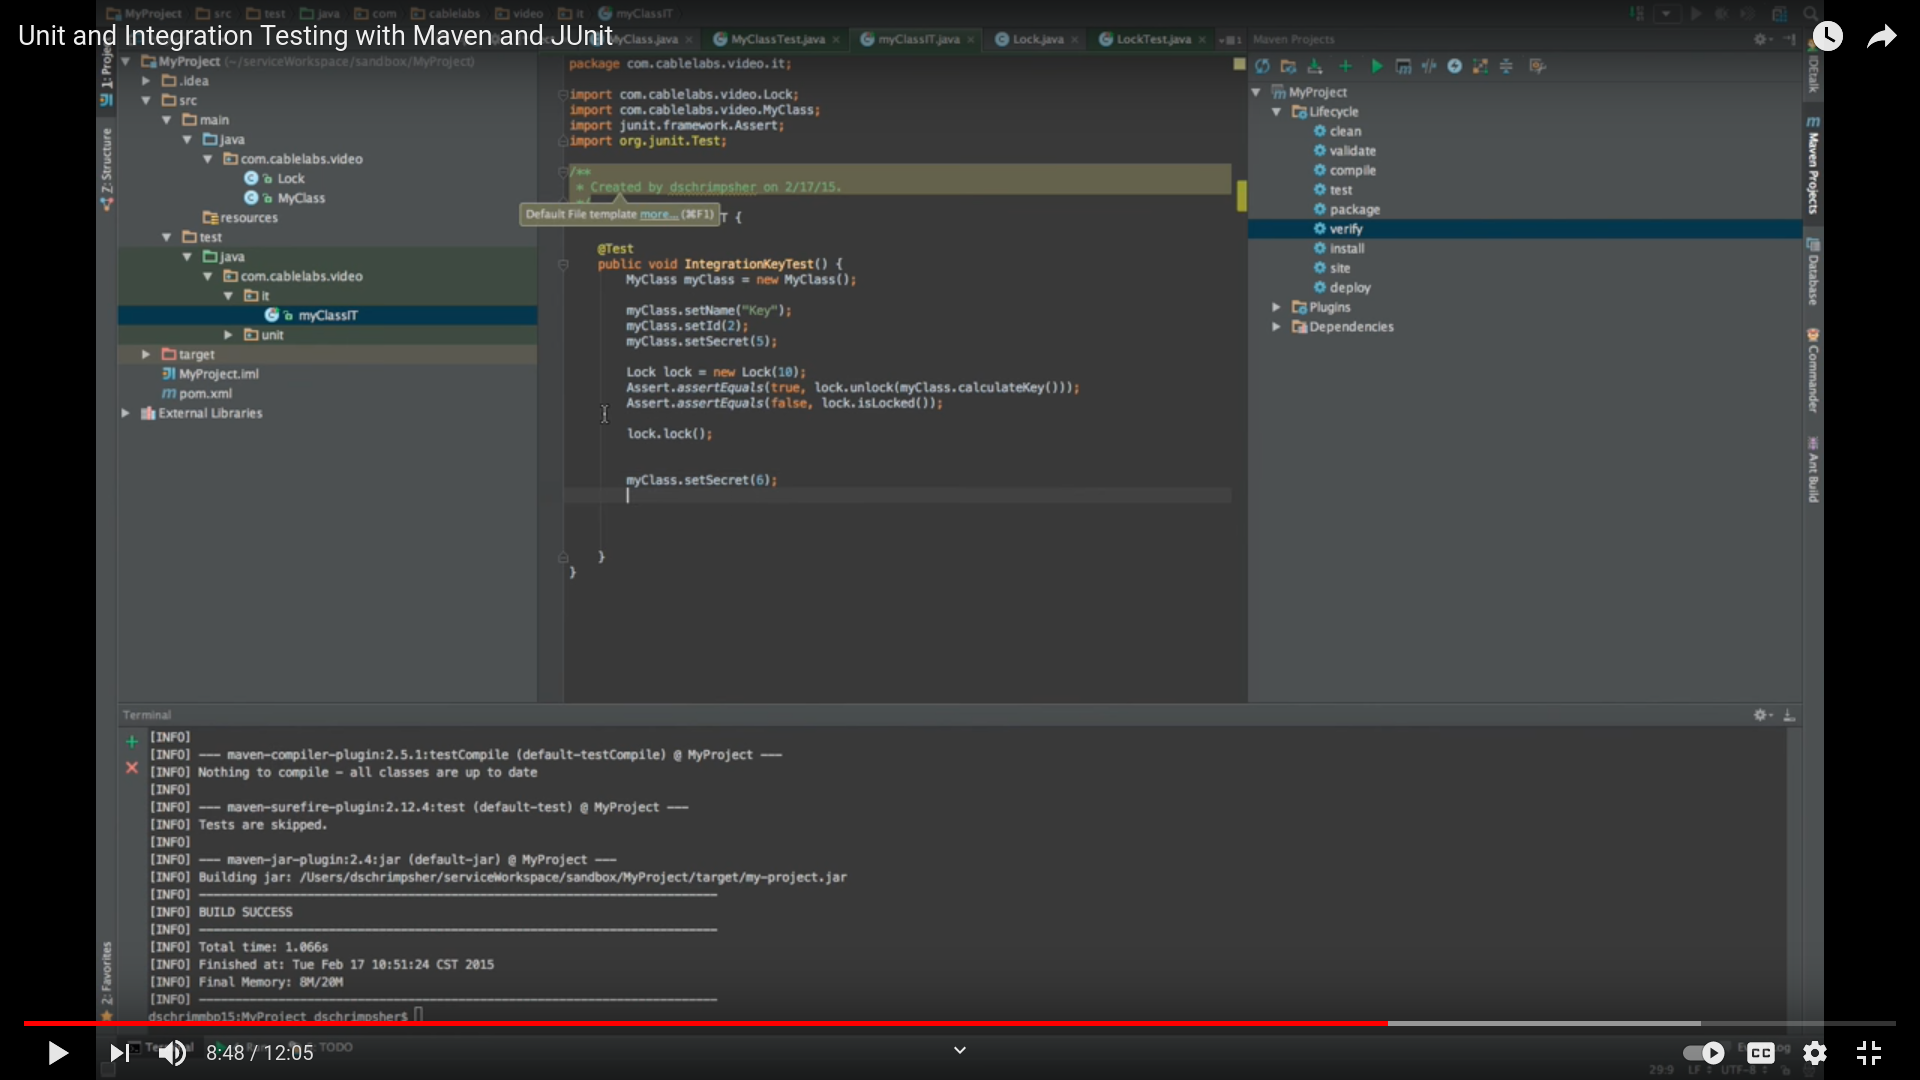 MyProject src test java com cablelabs video it myClassIT
Unit and Integration Testing with Maven and JUnit
MyClass.java MyClassTest.java myClassIT.java Lock.java LockTest.java Maven Projects
1: Project
MyProject (~/serviceWorkspace/sandbox/MyProject)
.idea
src
main
java
com.cablelabs.video
Lock
MyClass
resources
test
java
com.cablelabs.video
it
myClassIT
unit
target
MyProject.iml
pom.xml
External Libraries
Z: Structure
2: Favorites
package com.cablelabs.video.it;
import com.cablelabs.video.Lock;
import com.cablelabs.video.MyClass;
import junit.framework.Assert;
import org.junit.Test;
/**
* Created by dschrimpsher on 2/17/15.
*/
Default File template more... (⌘F1)
T {
@Test
public void IntegrationKeyTest() {
MyClass myClass = new MyClass();
myClass.setName("Key");
myClass.setId(2);
myClass.setSecret(5);
Lock lock = new Lock(10);
Assert.assertEquals(true, lock.unlock(myClass.calculateKey()));
Assert.assertEquals(false, lock.isLocked());
lock.lock();
myClass.setSecret(6);
}
}
MyProject
Lifecycle
clean
validate
compile
test
package
verify
install
site
deploy
Plugins
Dependencies
IDEtalk
Maven Projects
Database
Commander
Ant Build
Terminal
[INFO]
[INFO] --- maven-compiler-plugin:2.5.1:testCompile (default-testCompile) @ MyProject ---
[INFO] Nothing to compile - all classes are up to date
[INFO]
[INFO] --- maven-surefire-plugin:2.12.4:test (default-test) @ MyProject ---
[INFO] Tests are skipped.
[INFO]
[INFO] --- maven-jar-plugin:2.4:jar (default-jar) @ MyProject ---
[INFO] Building jar: /Users/dschrimpsher/serviceWorkspace/sandbox/MyProject/target/my-project.jar
[INFO] ------------------------------------------------------------------------
[INFO] BUILD SUCCESS
[INFO] ------------------------------------------------------------------------
[INFO] Total time: 1.066s
[INFO] Finished at: Tue Feb 17 10:51:24 CST 2015
[INFO] Final Memory: 8M/20M
[INFO] ------------------------------------------------------------------------
dschrimmbp15:MyProject dschrimpsher$
TODO
8:48 / 12:05
CC
29:9 LF UTF-8